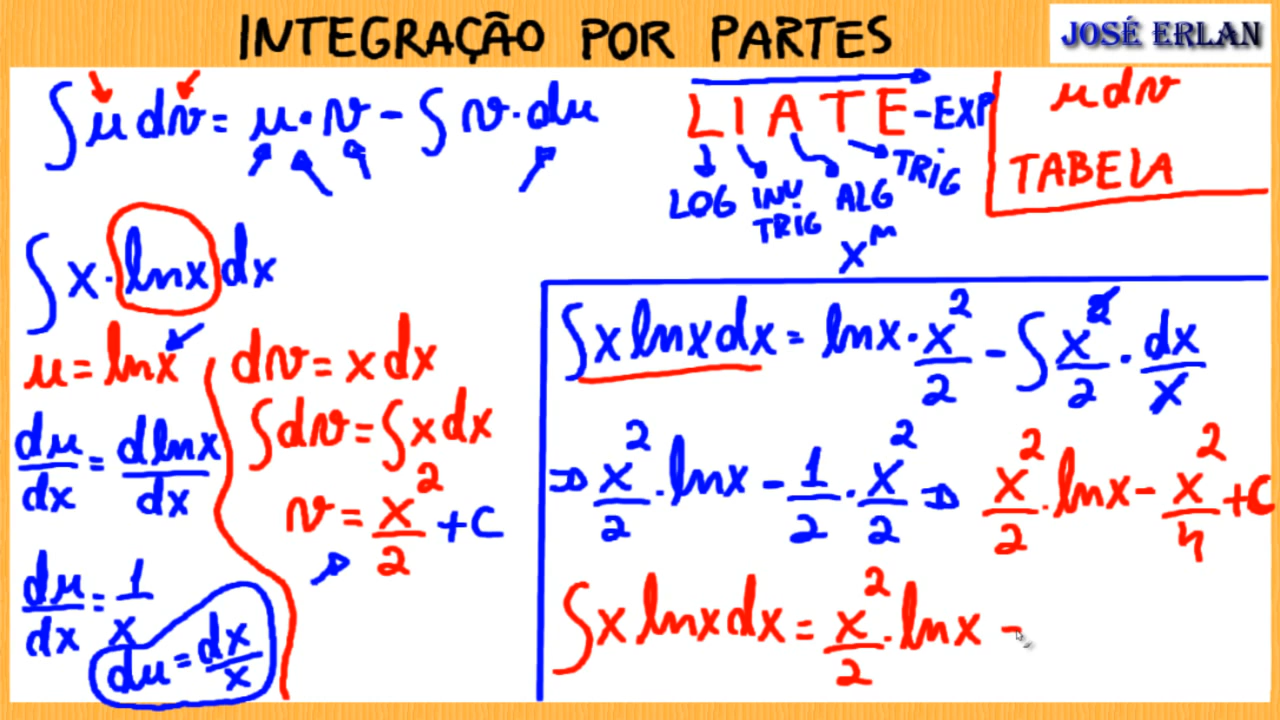 INTEGRAÇÃO POR PARTES
JOSÉ ERLAN
∫ u dv = u · v − ∫ v · du
L I A T E - EXP
LOG INV TRIG ALG TRIG
xⁿ
u dv
TABELA
∫ x · ln x dx
u = ln x
du/dx = d ln x/dx
du/dx = 1/x
du = dx/x
dv = x dx
∫ dv = ∫ x dx
v = x²/2 + C
∫ x ln x dx = ln x · x²/2 − ∫ x²/2 · dx/x
⇒ x²/2 · ln x − 1/2 · x²/2 ⇒ x²/2 · ln x − x²/4 + C
∫ x ln x dx = x²/2 · ln x −